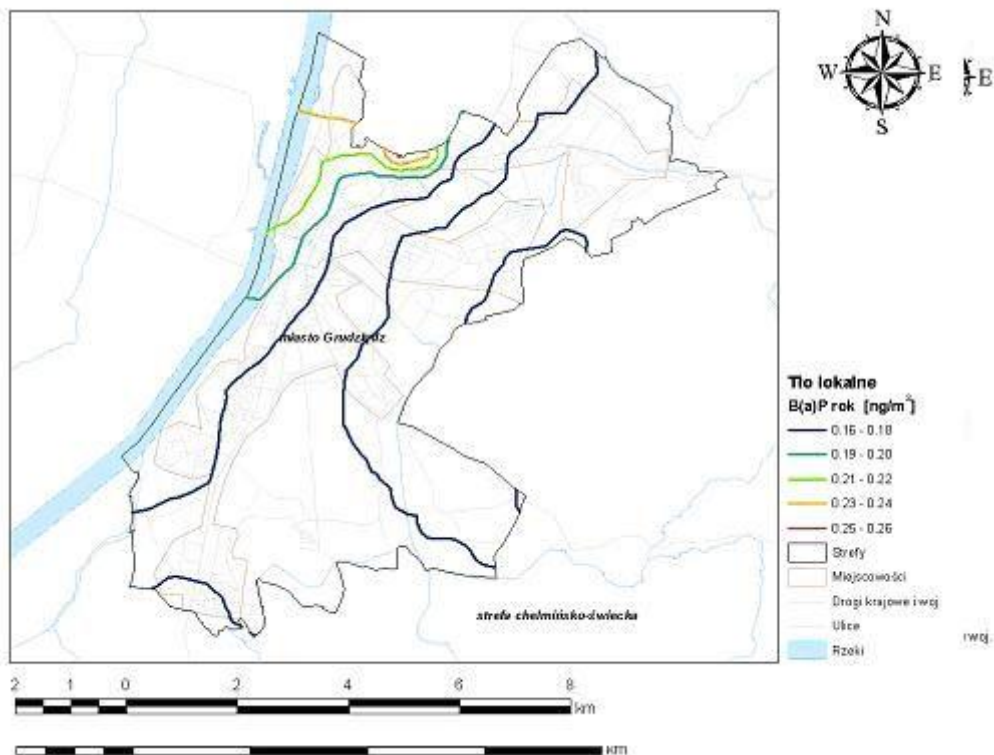 N
W E
S
E
miasto Grudziądz
strefa chełmińsko-świecka
Tło lokalne
B(a)P rok [ng/m³]
0.16 - 0.18
0.19 - 0.20
0.21 - 0.22
0.23 - 0.24
0.25 - 0.26
Strefy
Miejscowości
Drogi krajowe i woj
Ulice
Rzeki
woj.
2 1 0 2 4 6 8
km
km